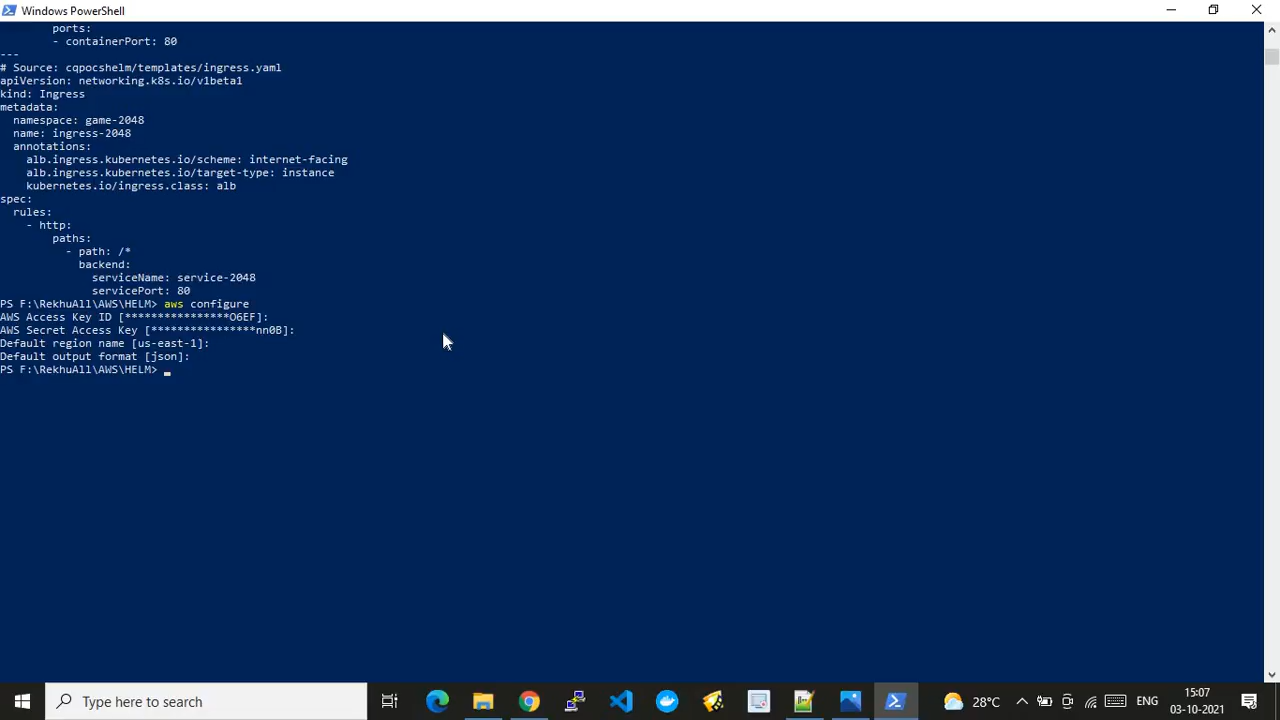 Windows PowerShell
ports:
- containerPort: 80
---
# Source: cqpocshelm/templates/ingress.yaml
apiVersion: networking.k8s.io/v1beta1
kind: Ingress
metadata:
namespace: game-2048
name: ingress-2048
annotations:
alb.ingress.kubernetes.io/scheme: internet-facing
alb.ingress.kubernetes.io/target-type: instance
kubernetes.io/ingress.class: alb
spec:
rules:
- http:
paths:
- path: /*
backend:
serviceName: service-2048
servicePort: 80
PS F:\RekhuAll\AWS\HELM> aws configure
AWS Access Key ID [****************O6EF]:
AWS Secret Access Key [****************nn0B]:
Default region name [us-east-1]:
Default output format [json]:
PS F:\RekhuAll\AWS\HELM>
Type here to search
28°C
ENG
15:07
03-10-2021